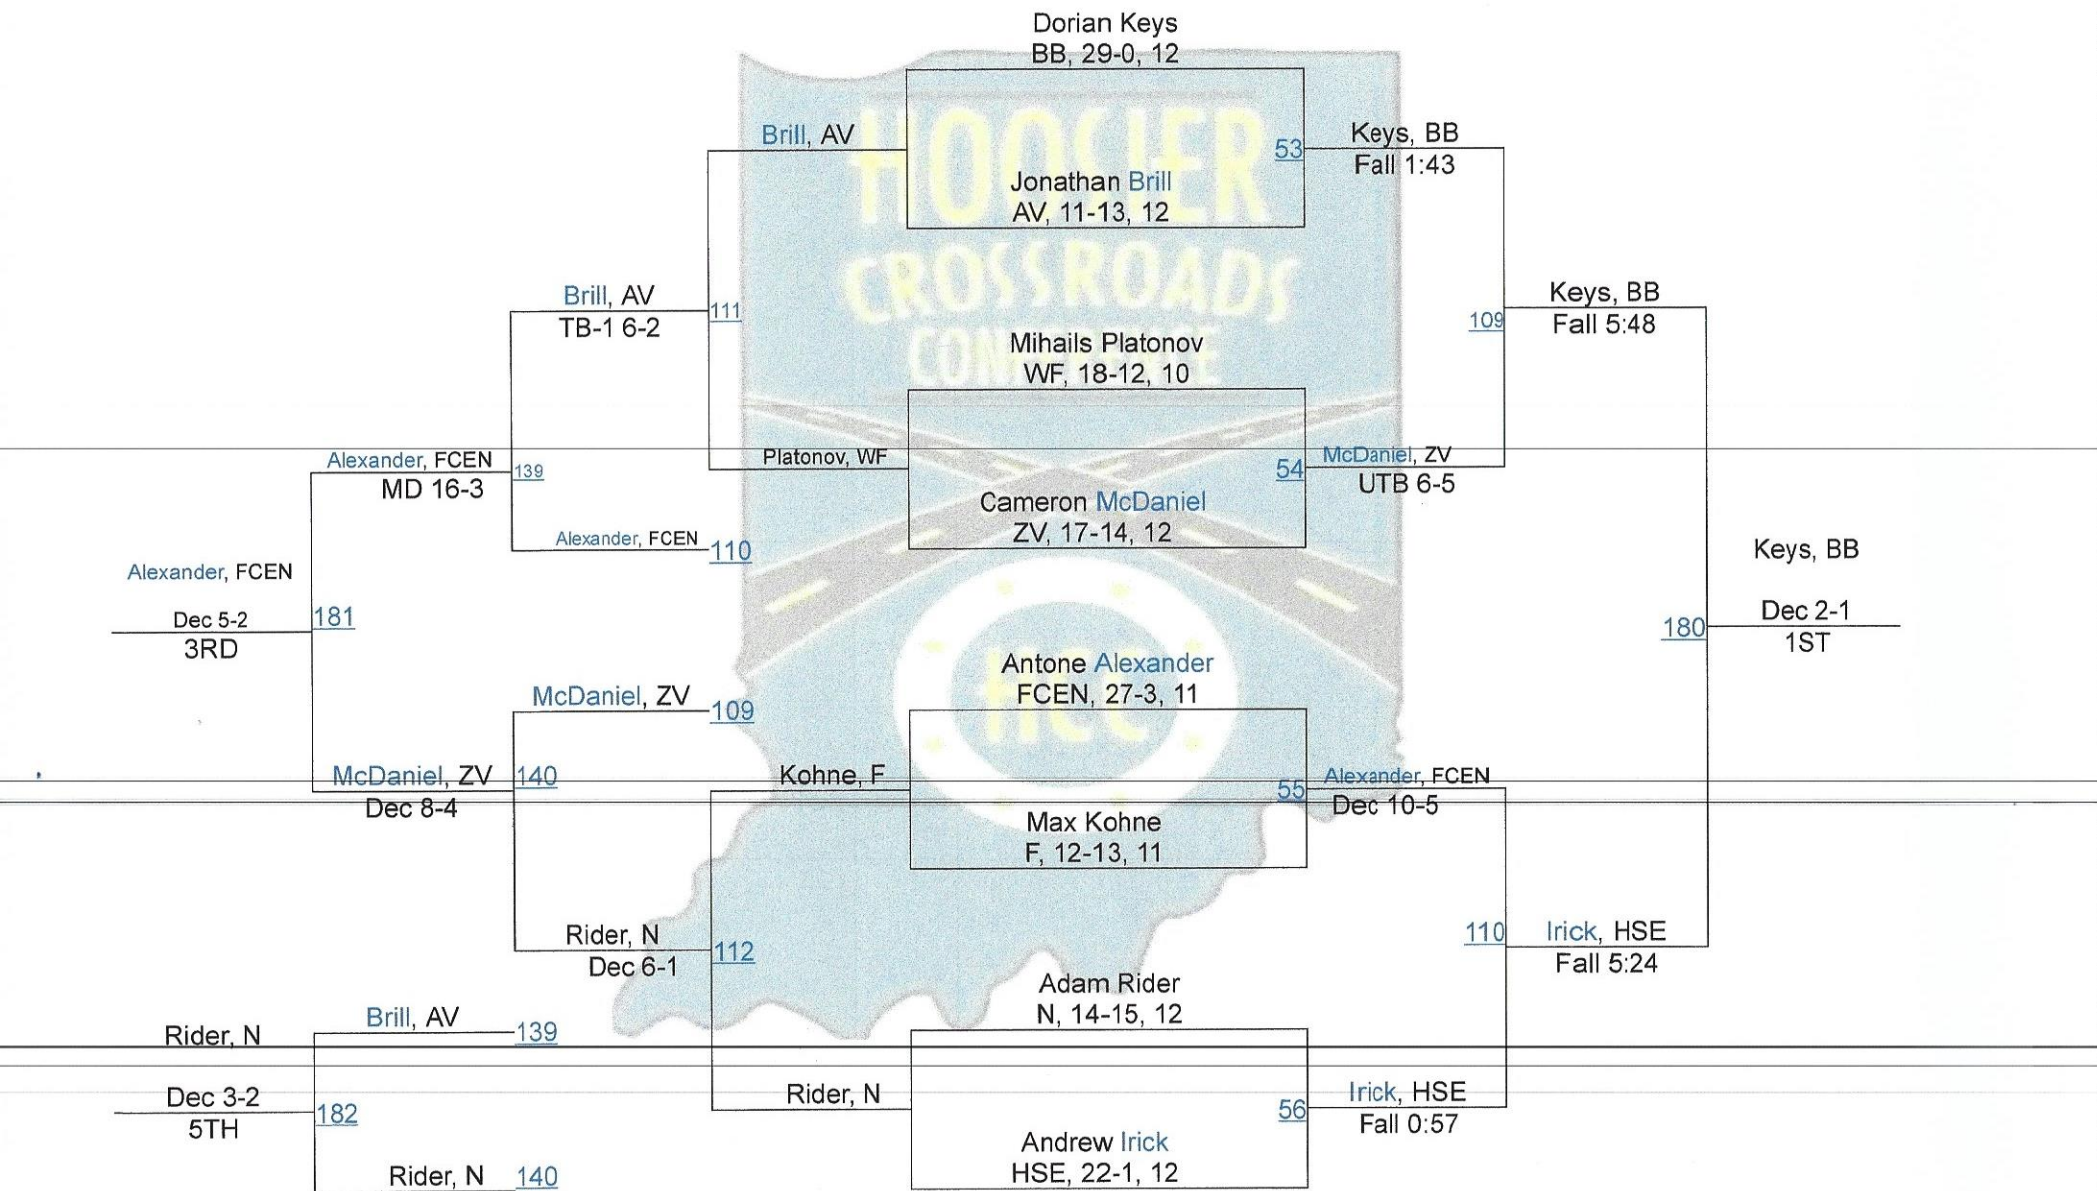 Dorian Keys
BB, 29-0, 12
HOOSIER
Brill, AV
53
Keys, BB
Fall 1:43
Jonathan Brill
AV, 11-13, 12
CROSSROADS
Brill, AV
TB-1 6-2
111
Keys, BB
Fall 5:48
109
CONFERENCE
Mihails Platonov
WF, 18-12, 10
Alexander, FCEN
MD 16-3
139
Platonov, WF
54
McDaniel, ZV
UTB 6-5
Cameron McDaniel
ZV, 17-14, 12
Alexander, FCEN
110
Keys, BB
Alexander, FCEN
Dec 5-2
3RD
181
180
Dec 2-1
1ST
Antone Alexander
FCEN, 27-3, 11
HCC
McDaniel, ZV
109
McDaniel, ZV
Dec 8-4
140
Kohne, F
55
Alexander, FCEN
Dec 10-5
Max Kohne
F, 12-13, 11
Rider, N
Dec 6-1
112
110
Irick, HSE
Fall 5:24
Adam Rider
N, 14-15, 12
Brill, AV
139
Rider, N
Dec 3-2
5TH
182
Rider, N
56
Irick, HSE
Fall 0:57
Andrew Irick
HSE, 22-1, 12
Rider, N
140